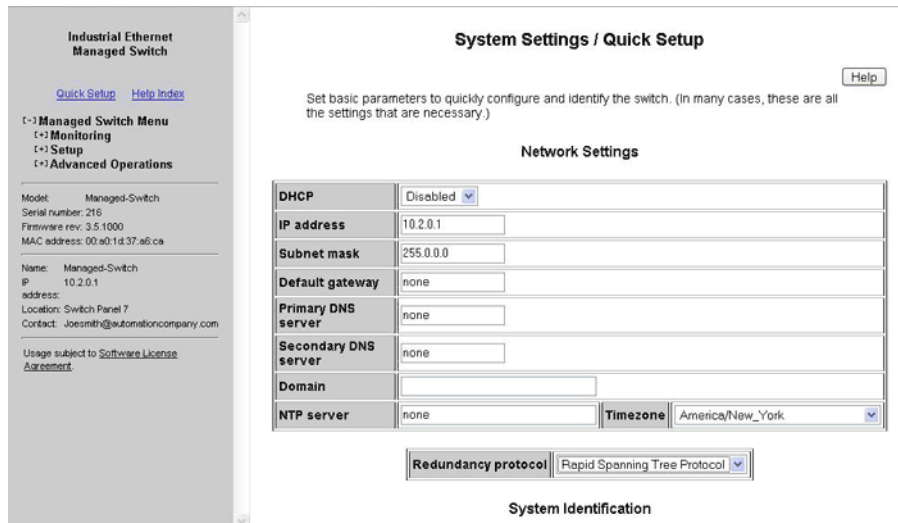 Industrial Ethernet
Managed Switch
Quick Setup Help Index
[-]Managed Switch Menu
[+]Monitoring
[+]Setup
[+]Advanced Operations
Model: Managed-Switch
Serial number: 216
Firmware rev: 3.5.1000
MAC address: 00:a0:1d:37:a6:ca
Name: Managed-Switch
IP address: 10.2.0.1
Location: Switch Panel 7
Contact: Joesmith@automationcompany.com
Usage subject to Software License
Agreement.
System Settings / Quick Setup
Help
Set basic parameters to quickly configure and identify the switch. (In many cases, these are all
the settings that are necessary.)
Network Settings
DHCP Disabled
IP address 10.2.0.1
Subnet mask 255.0.0.0
Default gateway none
Primary DNS server none
Secondary DNS server none
Domain
NTP server none Timezone America/New_York
Redundancy protocol Rapid Spanning Tree Protocol
System Identification